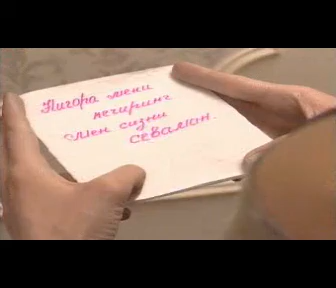 Нигора мени
кечиринг
Мен сизни
севаман.